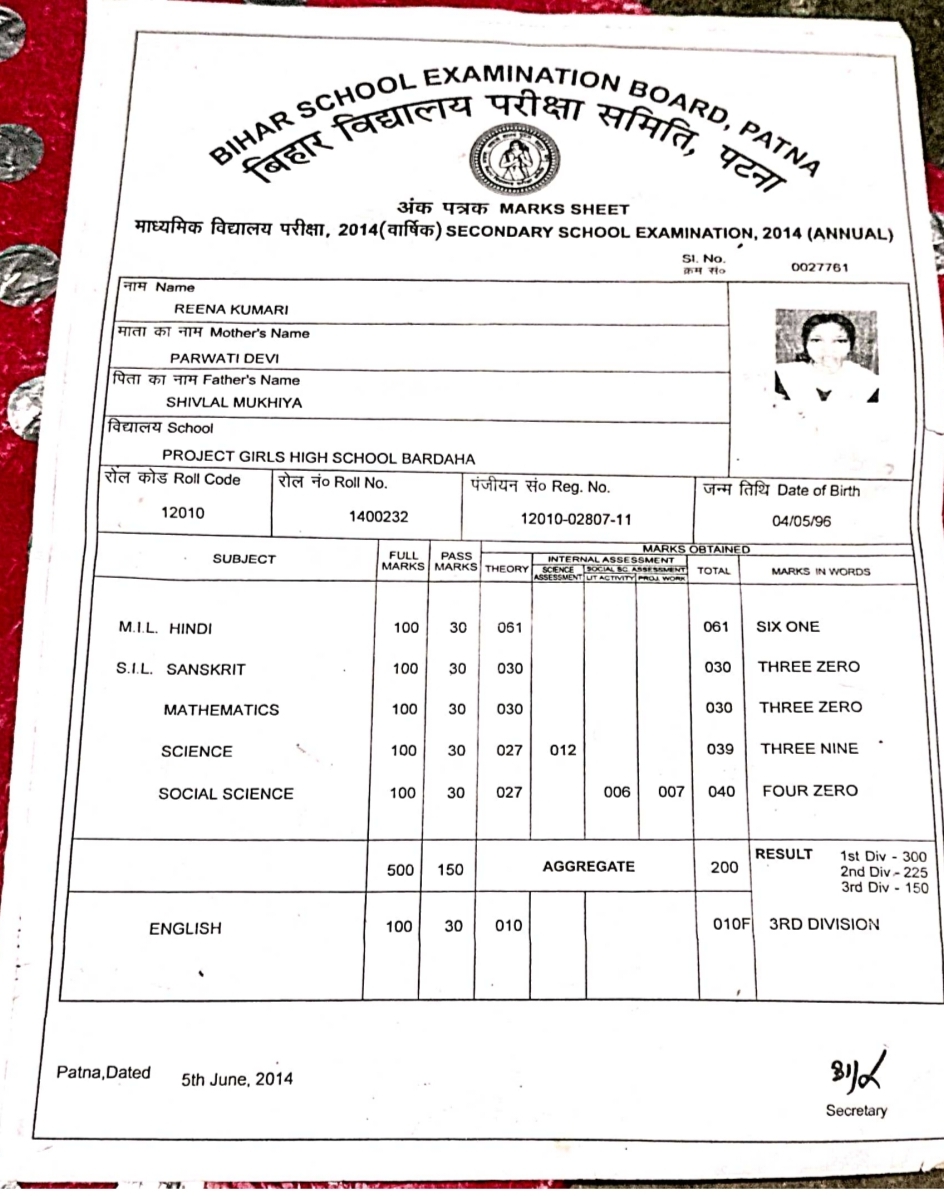 BIHAR SCHOOL EXAMINATION BOARD, PATNA
बिहार विद्यालय परीक्षा समिति, पटना
अंक पत्रक MARKS SHEET
माध्यमिक विद्यालय परीक्षा, 2014(वार्षिक) SECONDARY SCHOOL EXAMINATION, 2014 (ANNUAL)
Sl. No. 0027761
क्रम सं०
नाम Name
REENA KUMARI
माता का नाम Mother's Name
PARWATI DEVI
पिता का नाम Father's Name
SHIVLAL MUKHIYA
विद्यालय School
PROJECT GIRLS HIGH SCHOOL BARDAHA
रोल कोड Roll Code रोल नं० Roll No. पंजीयन सं० Reg. No. जन्म तिथि Date of Birth
12010 1400232 12010-02807-11 04/05/96
MARKS OBTAINED
SUBJECT FULL MARKS PASS MARKS THEORY INTERNAL ASSESSMENT TOTAL MARKS IN WORDS
SCIENCE ASSESSMENT SOCIAL SC. ASSESSMENT
LIT ACTIVITY PROJ. WORK
M.I.L. HINDI 100 30 061 061 SIX ONE
S.I.L. SANSKRIT 100 30 030 030 THREE ZERO
MATHEMATICS 100 30 030 030 THREE ZERO
SCIENCE 100 30 027 012 039 THREE NINE
SOCIAL SCIENCE 100 30 027 006 007 040 FOUR ZERO
500 150 AGGREGATE 200 RESULT 1st Div - 300
2nd Div - 225
3rd Div - 150
ENGLISH 100 30 010 010F 3RD DIVISION
Patna,Dated 5th June, 2014
Secretary